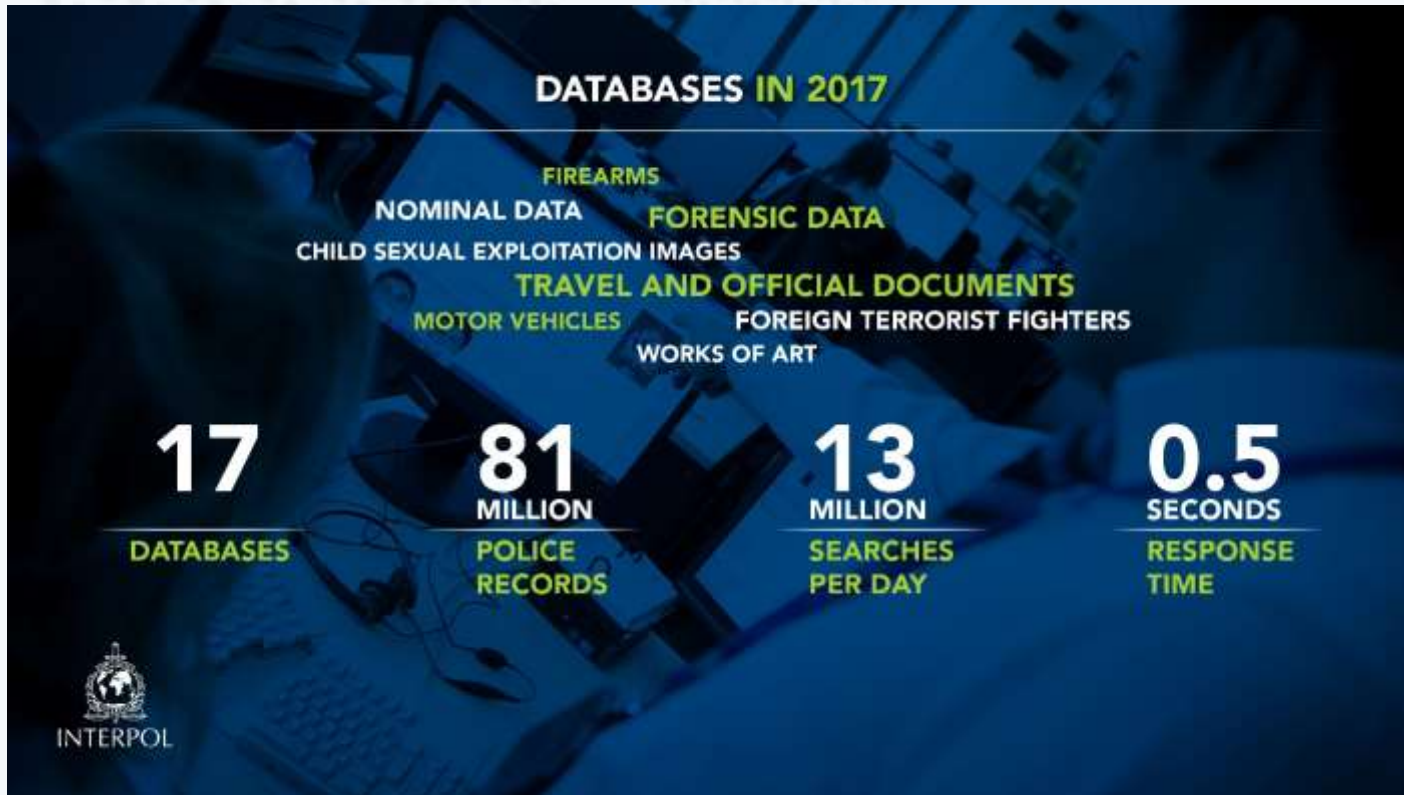 DATABASES IN 2017
FIREARMS
NOMINAL DATA
FORENSIC DATA
CHILD SEXUAL EXPLOITATION IMAGES
TRAVEL AND OFFICIAL DOCUMENTS
MOTOR VEHICLES
FOREIGN TERRORIST FIGHTERS
WORKS OF ART
17
DATABASES
81
MILLION
POLICE
RECORDS
13
MILLION
SEARCHES
PER DAY
0.5
SECONDS
RESPONSE
TIME
INTERPOL